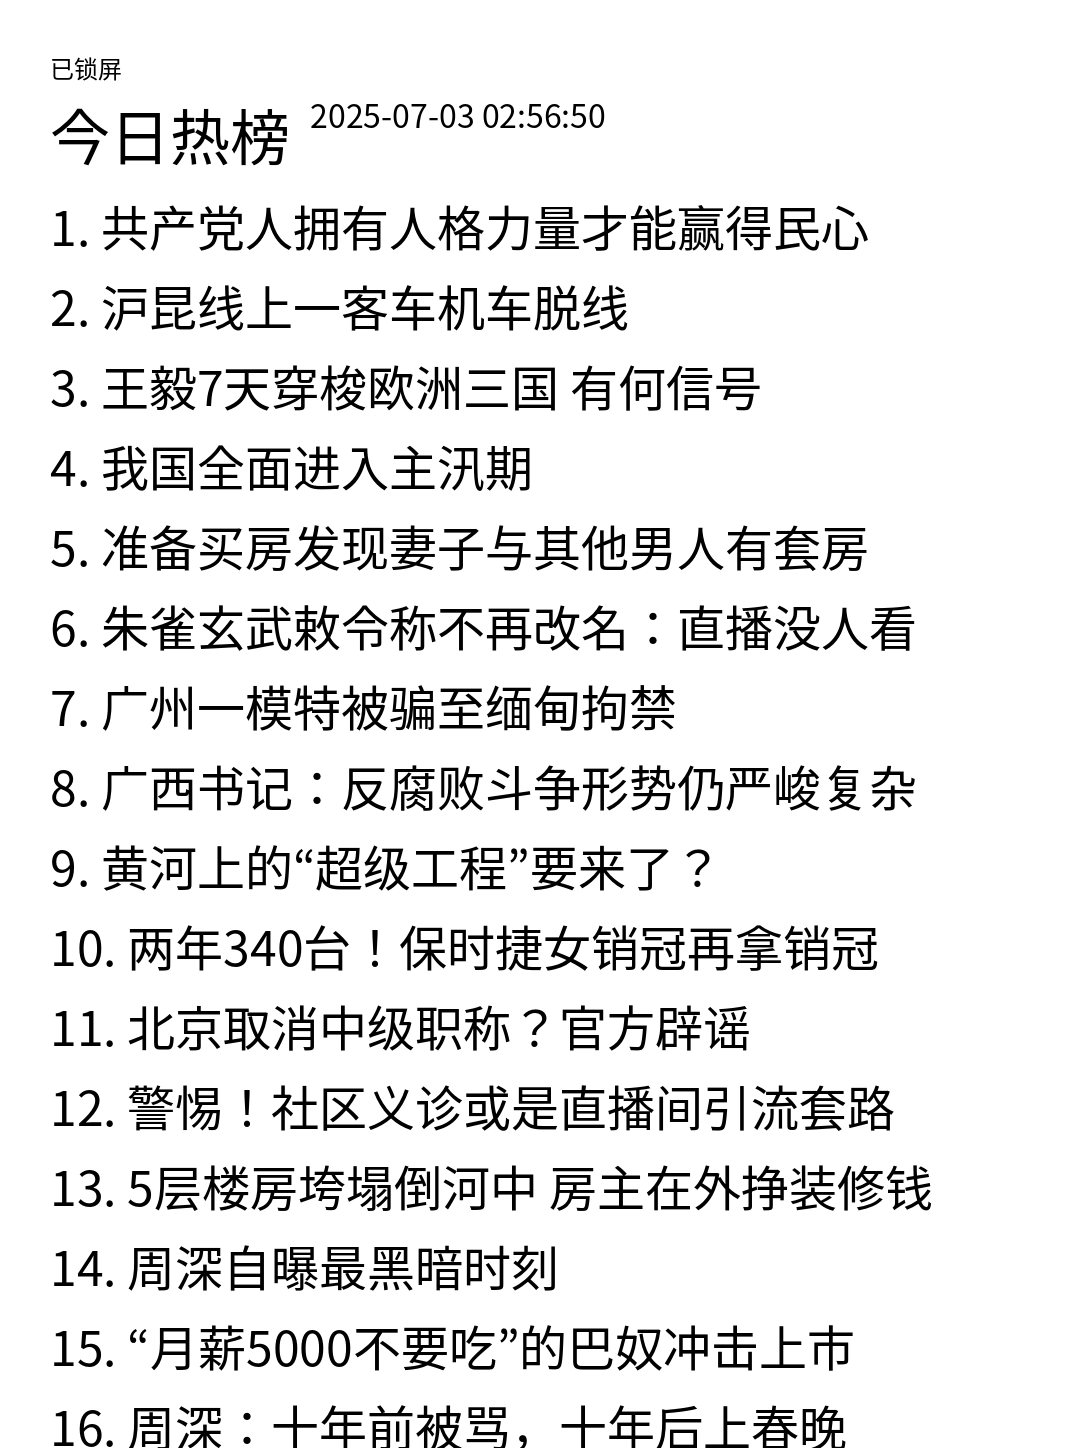 已锁屏
今日热榜 2025-07-03 02:56:50
1. 共产党人拥有人格力量才能赢得民心
2. 沪昆线上一客车机车脱线
3. 王毅7天穿梭欧洲三国 有何信号
4. 我国全面进入主汛期
5. 准备买房发现妻子与其他男人有套房
6. 朱雀玄武敕令称不再改名：直播没人看
7. 广州一模特被骗至缅甸拘禁
8. 广西书记：反腐败斗争形势仍严峻复杂
9. 黄河上的“超级工程”要来了？
10. 两年340台！保时捷女销冠再拿销冠
11. 北京取消中级职称？官方辟谣
12. 警惕！社区义诊或是直播间引流套路
13. 5层楼房垮塌倒河中 房主在外挣装修钱
14. 周深自曝最黑暗时刻
15. “月薪5000不要吃”的巴奴冲击上市
16. 周深：十年前被骂，十年后上春晚